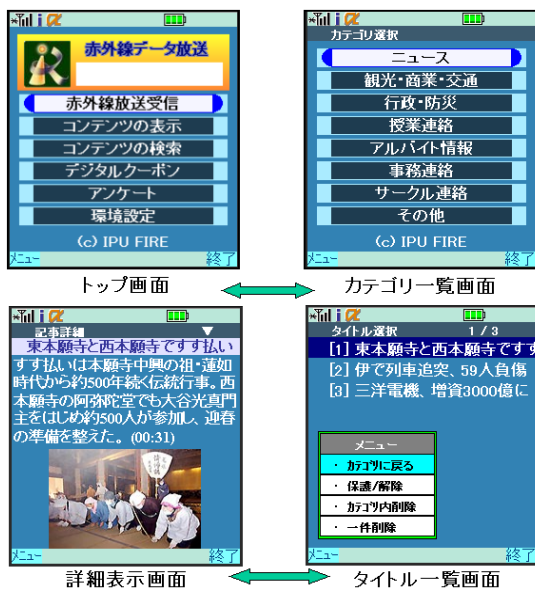 i α
赤外線データ放送
赤外線放送受信
コンテンツの表示
コンテンツの検索
デジタルクーポン
アンケート
環境設定
(c) IPU FIRE
メニュー 終了
トップ画面
i α
カテゴリ選択
ニュース
観光・商業・交通
行政・防災
授業連絡
アルバイト情報
事務連絡
サークル連絡
その他
(c) IPU FIRE
メニュー 終了
カテゴリ一覧画面
i α
記事詳細 ▼
東本願寺と西本願寺ですす払い
すす払いは本願寺中興の祖・蓮如
時代から約500年続く伝統行事。西
本願寺の阿弥陀堂でも大谷光真門
主をはじめ約500人が参加し、迎春
の準備を整えた。(00:31)
メニュー 終了
詳細表示画面
i α
タイトル選択 1 / 3
[1] 東本願寺と西本願寺ですす
[2] 伊で列車追突、59人負傷
[3] 三洋電機、増資3000億に
メニュー
・ カテゴリに戻る
・ 保護/解除
・ カテゴリ内削除
・ 一件削除
メニュー 終了
タイトル一覧画面